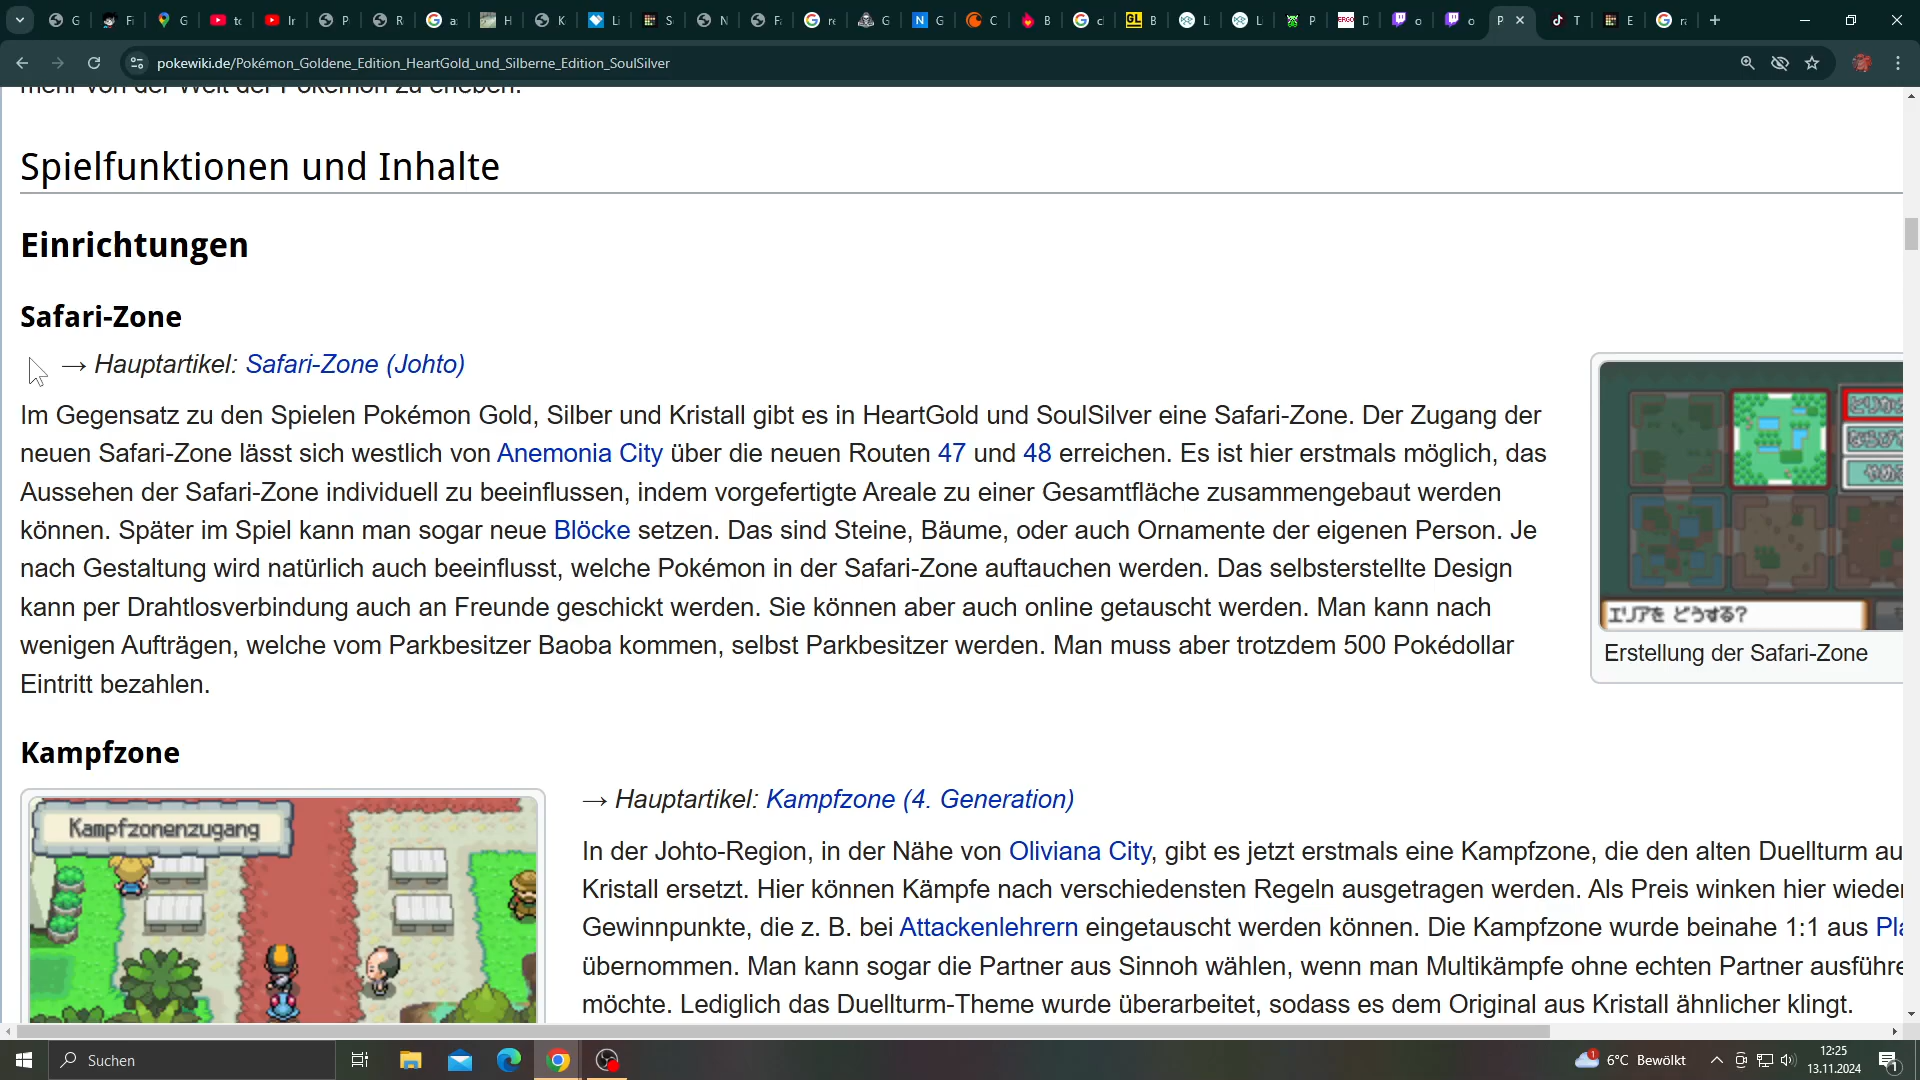 pokewiki.de/Pokémon_Goldene_Edition_HeartGold_und_Silberne_Edition_SoulSilver
mehr von der Welt der Pokémon zu erleben.
Spielfunktionen und Inhalte
Einrichtungen
Safari-Zone
→ Hauptartikel: Safari-Zone (Johto)
Im Gegensatz zu den Spielen Pokémon Gold, Silber und Kristall gibt es in HeartGold und SoulSilver eine Safari-Zone. Der Zugang der
neuen Safari-Zone lässt sich westlich von Anemonia City über die neuen Routen 47 und 48 erreichen. Es ist hier erstmals möglich, das
Aussehen der Safari-Zone individuell zu beeinflussen, indem vorgefertigte Areale zu einer Gesamtfläche zusammengebaut werden
können. Später im Spiel kann man sogar neue Blöcke setzen. Das sind Steine, Bäume, oder auch Ornamente der eigenen Person. Je
nach Gestaltung wird natürlich auch beeinflusst, welche Pokémon in der Safari-Zone auftauchen werden. Das selbsterstellte Design
kann per Drahtlosverbindung auch an Freunde geschickt werden. Sie können aber auch online getauscht werden. Man kann nach
wenigen Aufträgen, welche vom Parkbesitzer Baoba kommen, selbst Parkbesitzer werden. Man muss aber trotzdem 500 Pokédollar
Eintritt bezahlen.
エリアを どうする?
Erstellung der Safari-Zone
Kampfzone
Kampfzonenzugang
→ Hauptartikel: Kampfzone (4. Generation)
In der Johto-Region, in der Nähe von Oliviana City, gibt es jetzt erstmals eine Kampfzone, die den alten Duellturm au
Kristall ersetzt. Hier können Kämpfe nach verschiedensten Regeln ausgetragen werden. Als Preis winken hier wieder
Gewinnpunkte, die z. B. bei Attackenlehrern eingetauscht werden können. Die Kampfzone wurde beinahe 1:1 aus Pla
übernommen. Man kann sogar die Partner aus Sinnoh wählen, wenn man Multikämpfe ohne echten Partner ausführe
möchte. Lediglich das Duellturm-Theme wurde überarbeitet, sodass es dem Original aus Kristall ähnlicher klingt.
Suchen
6°C Bewölkt
12:25
13.11.2024